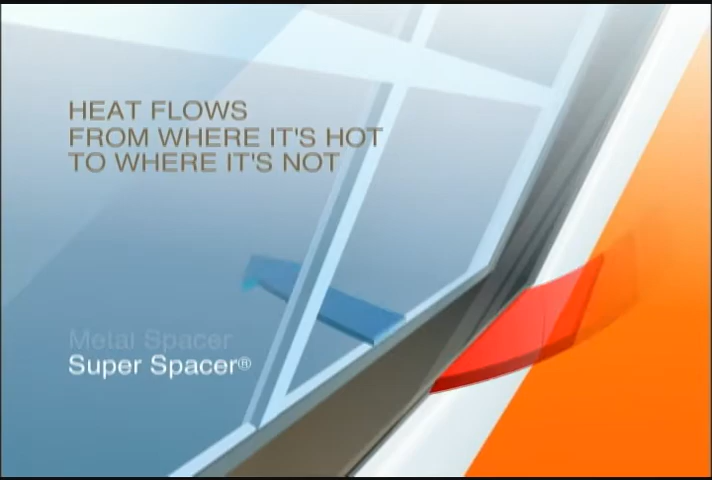 HEAT FLOWS
FROM WHERE IT'S HOT
TO WHERE IT'S NOT
Metal Spacer
Super Spacer®